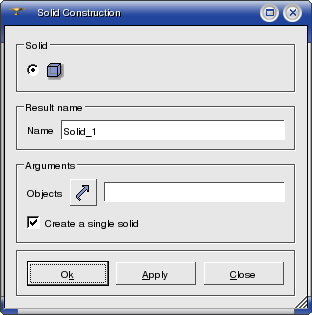 Solid Construction
Solid
Result name
Name Solid_1
Arguments
Objects
Create a single solid
Ok Apply Close